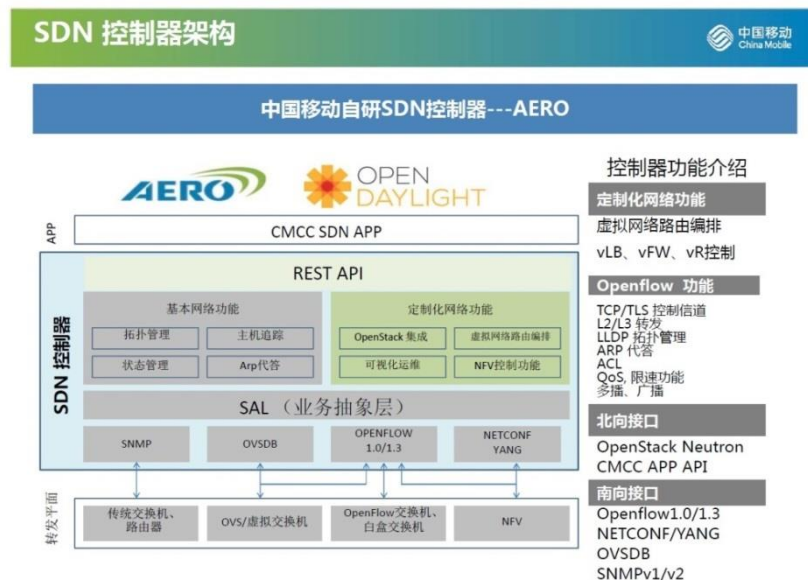 SDN 控制器架构
中国移动
China Mobile
中国移动自研SDN控制器---AERO
AERO
OPEN
DAYLIGHT
APP
CMCC SDN APP
SDN 控制器
REST API
基本网络功能
拓扑管理
主机追踪
状态管理
Arp代答
定制化网络功能
OpenStack 集成
虚拟网络路由编排
可视化运维
NFV控制功能
SAL （业务抽象层）
SNMP
OVSDB
OPENFLOW
1.0/1.3
NETCONF
YANG
转发平面
传统交换机、
路由器
OVS/虚拟交换机
OpenFlow交换机、
白盒交换机
NFV
控制器功能介绍
定制化网络功能
虚拟网络路由编排
vLB、vFW、vR控制
Openflow 功能
TCP/TLS 控制信道
L2/L3 转发
LLDP 拓扑管理
ARP 代答
ACL
QoS, 限速功能
多播、广播
北向接口
OpenStack Neutron
CMCC APP API
南向接口
Openflow1.0/1.3
NETCONF/YANG
OVSDB
SNMPv1/v2